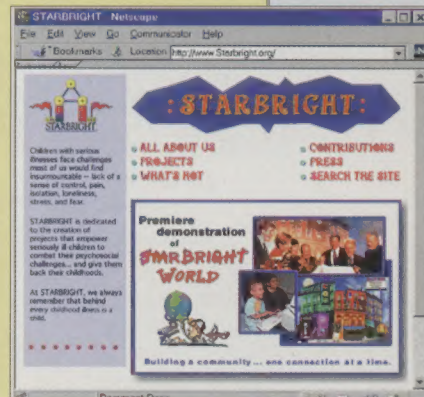 STARBRIGHT Netscape
File Edit View Go Communicator Help
Bookmarks Location http://www.Starbright.org/
STARBRIGHT
Children with serious
illnesses face challenges
most of us would find
insurmountable -- lack of a
sense of control, pain,
isolation, loneliness,
stress, and fear.
STARBRIGHT is dedicated
to the creation of
projects that empower
seriously ill children to
combat their psychosocial
challenges... and give them
back their childhoods.
At STARBRIGHT, we always
remember that behind
every childhood illness is a
child.
:STARBRIGHT:
ALL ABOUT US
PROJECTS
WHAT'S HOT
CONTRIBUTIONS
PRESS
SEARCH THE SITE
Premiere
demonstration
of
STARBRIGHT
WORLD
Building a community... one connection at a time.